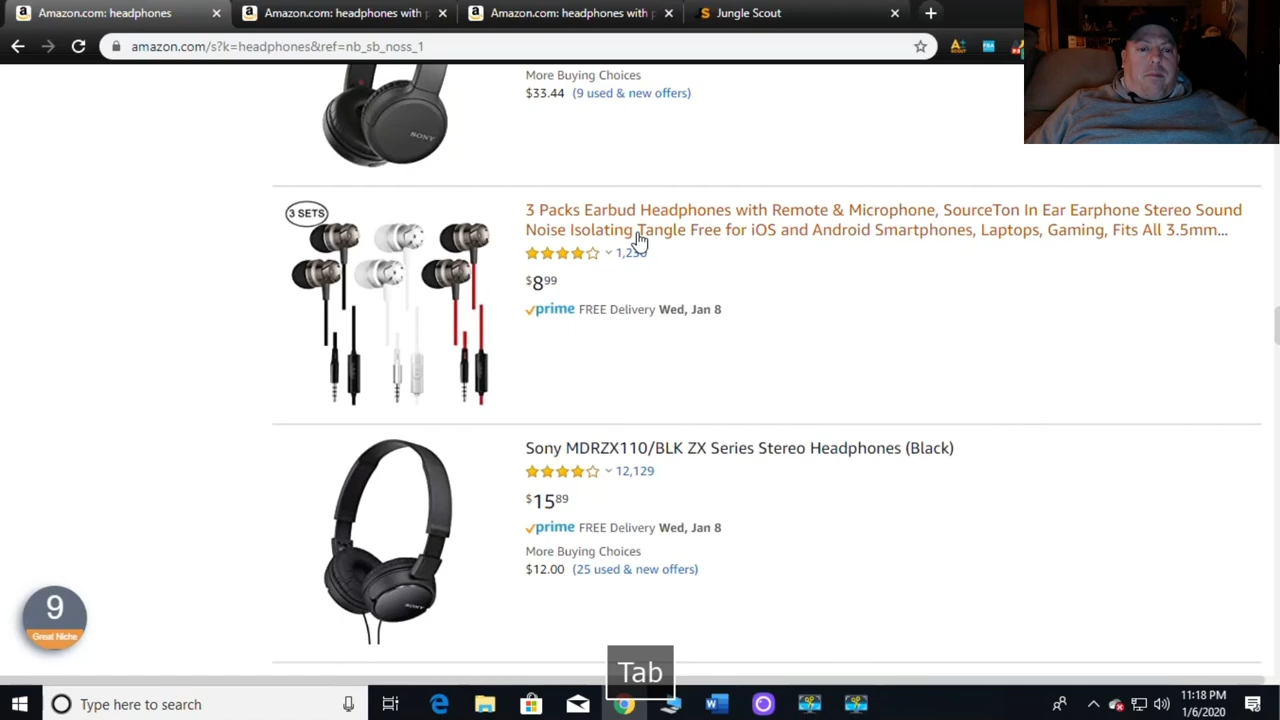 Amazon.com: headphones
Amazon.com: headphones with p
Amazon.com: headphones with p
Jungle Scout
amazon.com/s?k=headphones&ref=nb_sb_noss_1
SONY
More Buying Choices
$33.44 (9 used & new offers)
3 SETS
3 Packs Earbud Headphones with Remote & Microphone, SourceTon In Ear Earphone Stereo Sound
Noise Isolating Tangle Free for iOS and Android Smartphones, Laptops, Gaming, Fits All 3.5mm...
$8.99
prime FREE Delivery Wed, Jan 8
Sony MDRZX110/BLK ZX Series Stereo Headphones (Black)
12,129
$15.89
prime FREE Delivery Wed, Jan 8
More Buying Choices
$12.00 (25 used & new offers)
SONY
9
Great Niche
Tab
Type here to search
11:18 PM
1/6/2020